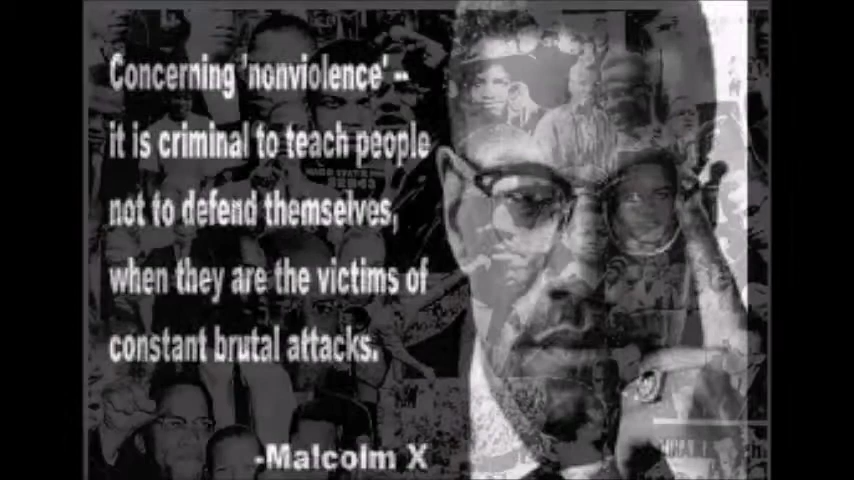 Concerning 'nonviolence' --
it is criminal to teach people
not to defend themselves,
when they are the victims of
constant brutal attacks.
-Malcolm X